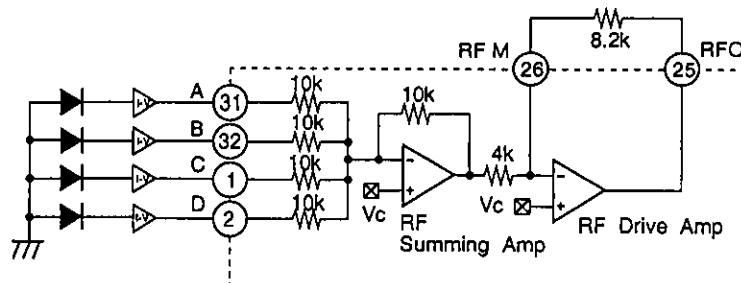 8.2k
RF M
26
25
RFO
A
31
10k
B
32
10k
C
1
10k
D
2
10k
I-V
I-V
I-V
I-V
10k
4k
Vc
Vc
RF
Summing Amp
RF Drive Amp